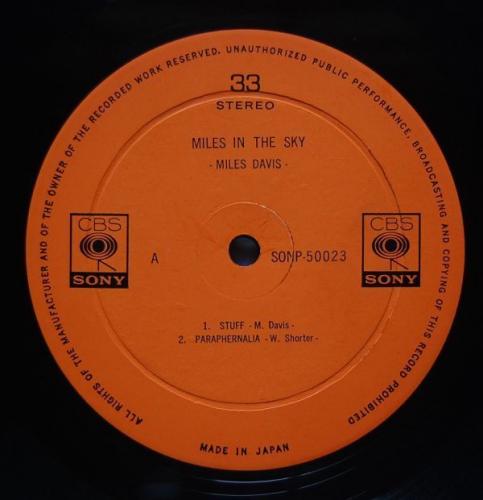 ALL RIGHTS OF THE MANUFACTURER AND OF THE OWNER OF THE RECORDED WORK RESERVED. UNAUTHORIZED PUBLIC PERFORMANCE, BROADCASTING AND COPYING OF THIS RECORD PROHIBITED
33
STEREO
MILES IN THE SKY
- MILES DAVIS -
CBS
SONY
A
SONP-50023
CBS
SONY
1. STUFF - M. Davis -
2. PARAPHERNALIA - W. Shorter -
MADE IN JAPAN